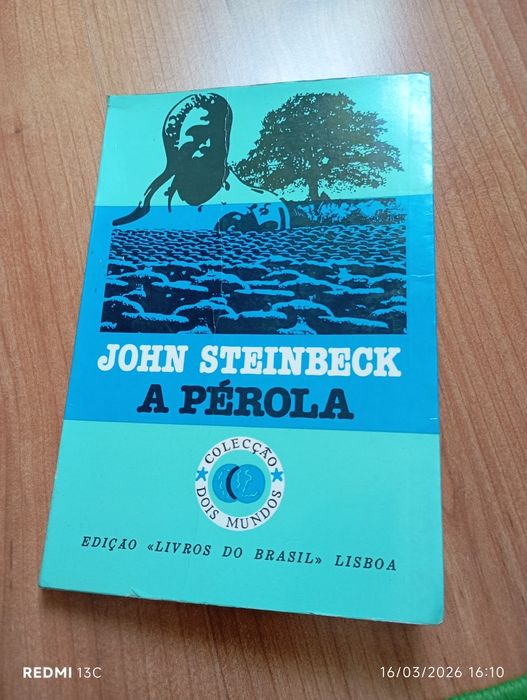 JOHN STEINBECK
A PÉROLA
COLECÇÃO
DOIS MUNDOS
EDIÇÃO «LIVROS DO BRASIL» LISBOA
REDMI 13C
16/03/2026 16:10